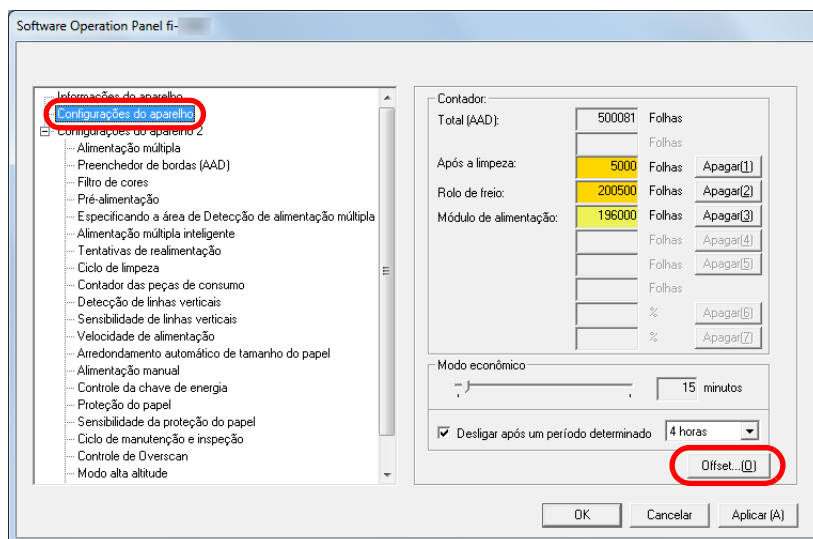 Software Operation Panel fi-
Informações do aparelho
Configurações do aparelho
Configurações do aparelho 2
Alimentação múltipla
Preenchedor de bordas (AAD)
Filtro de cores
Pré-alimentação
Especificando a área de Detecção de alimentação múltipla
Alimentação múltipla inteligente
Tentativas de realimentação
Ciclo de limpeza
Contador das peças de consumo
Detecção de linhas verticais
Sensibilidade de linhas verticais
Velocidade de alimentação
Arredondamento automático de tamanho do papel
Alimentação manual
Controle da chave de energia
Proteção do papel
Sensibilidade da proteção do papel
Ciclo de manutenção e inspeção
Controle de Overscan
Modo alta altitude
Contador:
Total (AAD): 500081 Folhas
Folhas
Após a limpeza: 5000 Folhas Apagar(1)
Rolo de freio: 200500 Folhas Apagar(2)
Módulo de alimentação: 196000 Folhas Apagar(3)
Folhas Apagar(4)
Folhas Apagar(5)
Folhas
% Apagar(6)
% Apagar(7)
Modo econômico
15 minutos
Desligar após um período determinado 4 horas
Offset...(O)
OK Cancelar Aplicar (A)